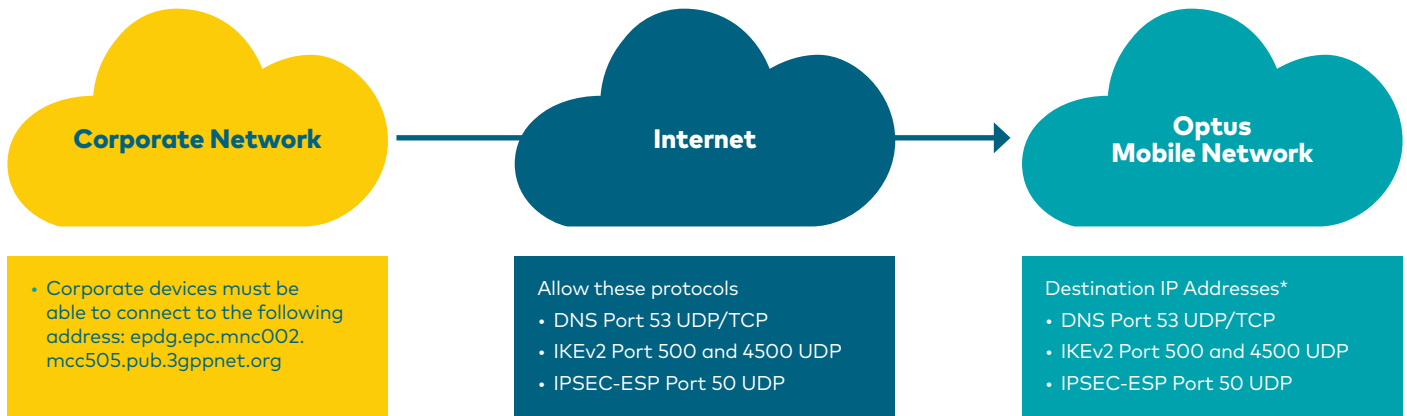 Corporate Network
Internet
Optus
Mobile Network
• Corporate devices must be
able to connect to the following
address: epdg.epc.mnc002.
mcc505.pub.3gppnet.org
Allow these protocols
• DNS Port 53 UDP/TCP
• IKEv2 Port 500 and 4500 UDP
• IPSEC-ESP Port 50 UDP
Destination IP Addresses*
• DNS Port 53 UDP/TCP
• IKEv2 Port 500 and 4500 UDP
• IPSEC-ESP Port 50 UDP